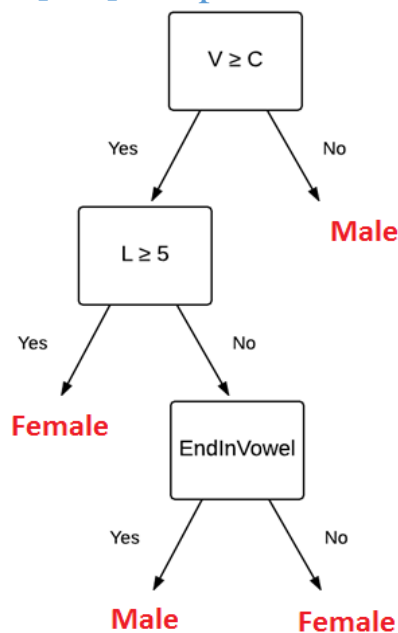 V ≥ C
Yes
No
Male
L ≥ 5
Yes
No
Female
EndInVowel
Yes
No
Male
Female